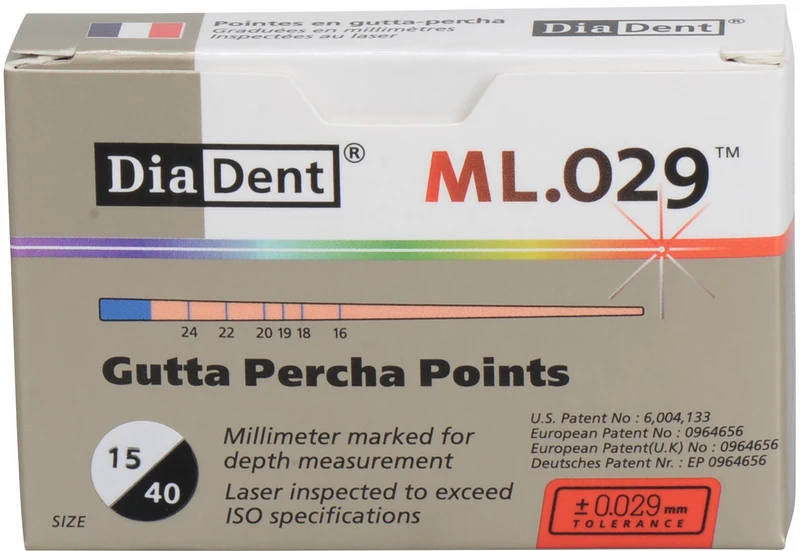 Pointes en gutta-percha
Graduées en millimètres
Inspectées au laser
DiaDent®
DiaDent®
ML.029™
24 22 20 19 18 16
Gutta Percha Points
15
40
SIZE
Millimeter marked for
depth measurement
Laser inspected to exceed
ISO specifications
U.S. Patent No : 6,004,133
European Patent No : 0964656
European Patent(U.K) No : 0964656
Deutsches Patent Nr. : EP 0964656
±0.029 mm
TOLERANCE